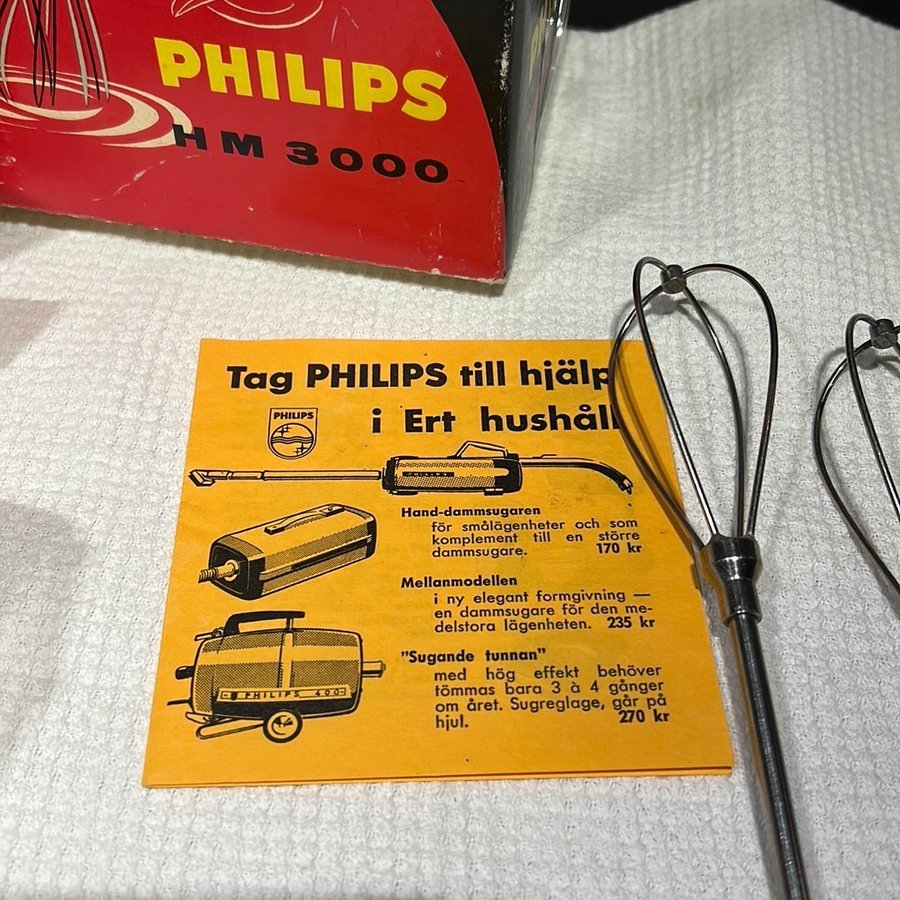 PHILIPS
HM 3000
Tag PHILIPS till hjälp
i Ert hushåll
PHILIPS
PHILIPS
Hand-dammsugaren
för smålägenheter och som
komplement till en större
dammsugare. 170 kr
Mellanmodellen
i ny elegant formgivning —
en dammsugare för den me-
delstora lägenheten. 235 kr
"Sugande tunnan"
med hög effekt behöver
tömmas bara 3 à 4 gånger
om året. Sugreglage, går på
hjul. 270 kr
PHILIPS 400